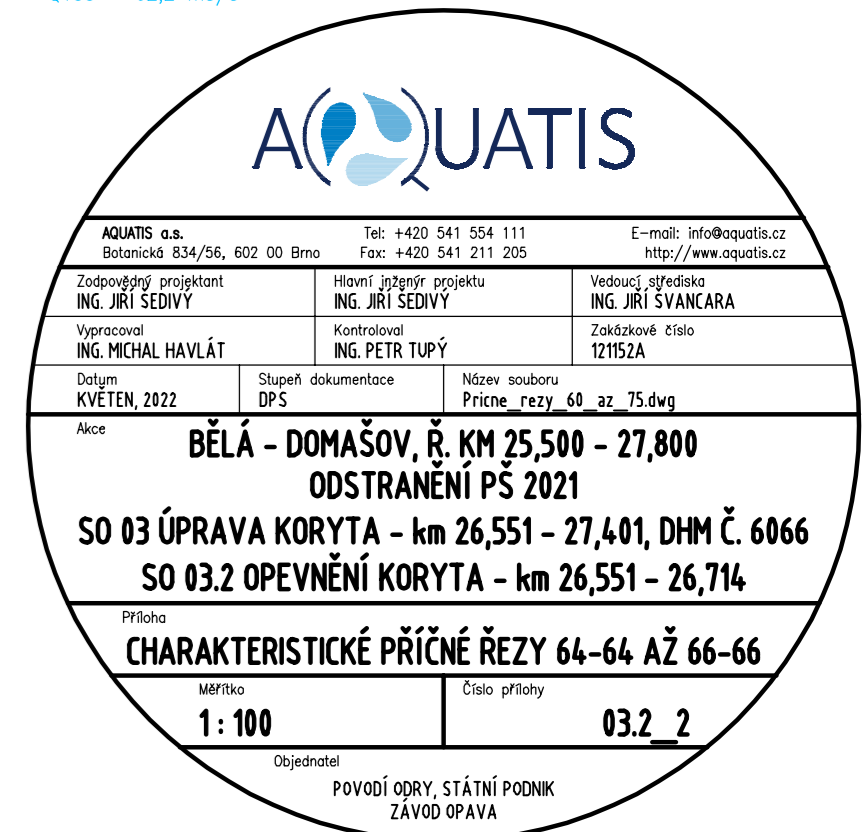 AQUATIS
AQUATIS a.s. Tel: +420 541 554 111 E-mail: info@aquatis.cz
Botanická 834/56, 602 00 Brno Fax: +420 541 211 205 http://www.aquatis.cz
Zodpovědný projektant Hlavní inženýr projektu Vedoucí střediska
ING. JIŘÍ ŠEDIVÝ ING. JIŘÍ ŠEDIVÝ ING. JIŘÍ ŠVANCARA
Vypracoval Kontroloval Zakázkové číslo
ING. MICHAL HAVLÁT ING. PETR TUPÝ 121152A
Datum Stupeň dokumentace Název souboru
KVĚTEN, 2022 DPS Pricne_rezy_60_az_75.dwg
Akce
BĚLÁ - DOMAŠOV, Ř. KM 25,500 - 27,800
ODSTRANĚNÍ PŠ 2021
SO 03 ÚPRAVA KORYTA - km 26,551 - 27,401, DHM Č. 6066
SO 03.2 OPEVNĚNÍ KORYTA - km 26,551 - 26,714
Příloha
CHARAKTERISTICKÉ PŘÍČNÉ ŘEZY 64-64 AŽ 66-66
Měřítko Číslo přílohy
1 : 100 03.2_2
Objednatel
POVODÍ ODRY, STÁTNÍ PODNIK
ZÁVOD OPAVA